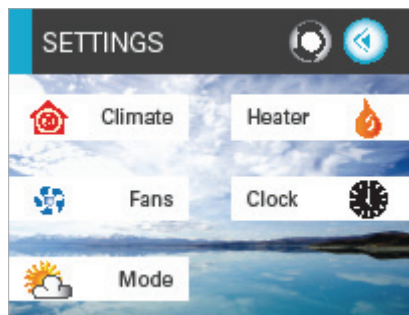 SETTINGS
Climate
Heater
Fans
Clock
Mode